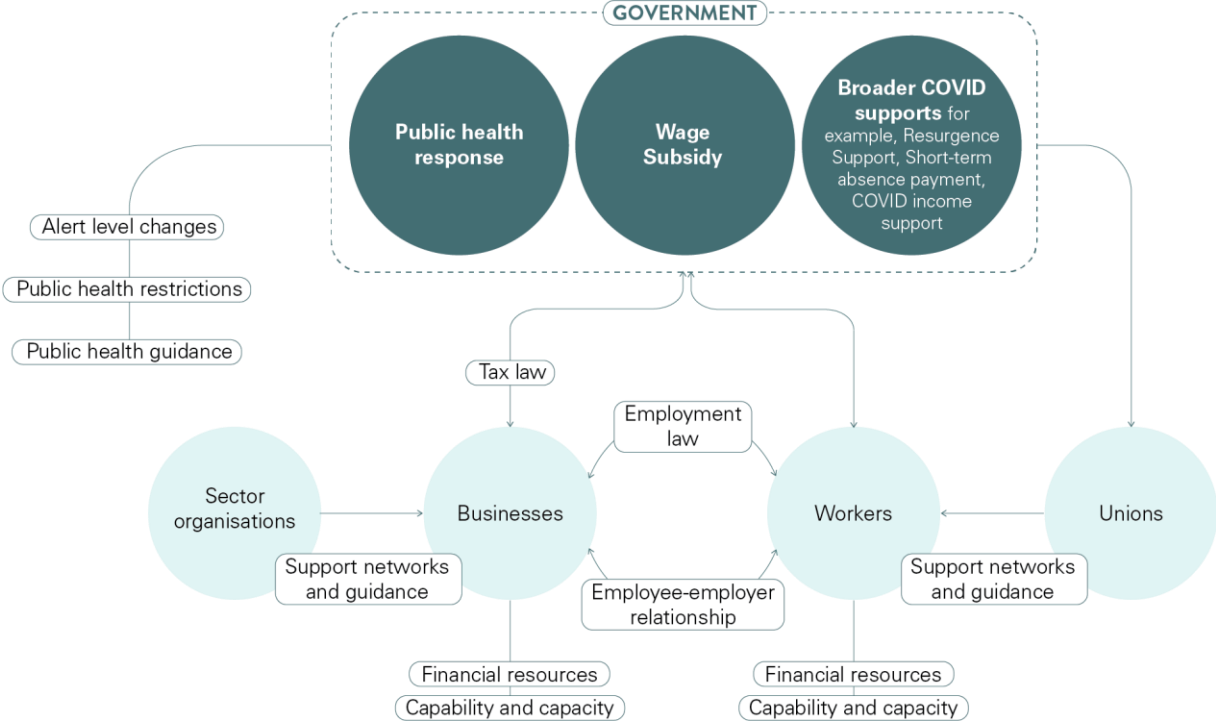 GOVERNMENT
Public health
response
Wage
Subsidy
Broader COVID
supports for
example, Resurgence
Support, Short-term
absence payment,
COVID income
support
Alert level changes
Public health restrictions
Public health guidance
Tax law
Employment
law
Sector
organisations
Businesses
Workers
Unions
Support networks
and guidance
Employee-employer
relationship
Support networks
and guidance
Financial resources
Capability and capacity
Financial resources
Capability and capacity